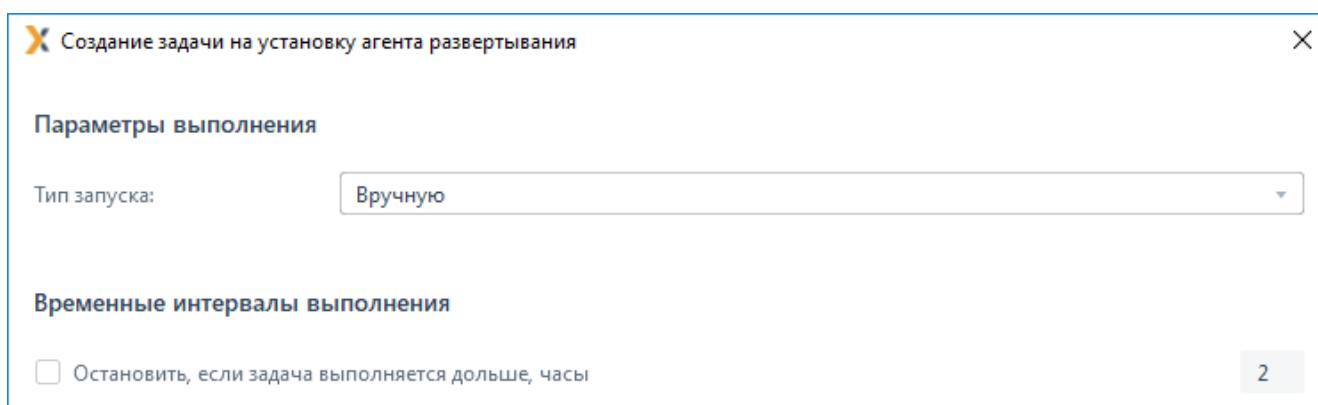 Создание задачи на установку агента развертывания
Параметры выполнения
Тип запуска: Вручную
Временные интервалы выполнения
Остановить, если задача выполняется дольше, часы 2